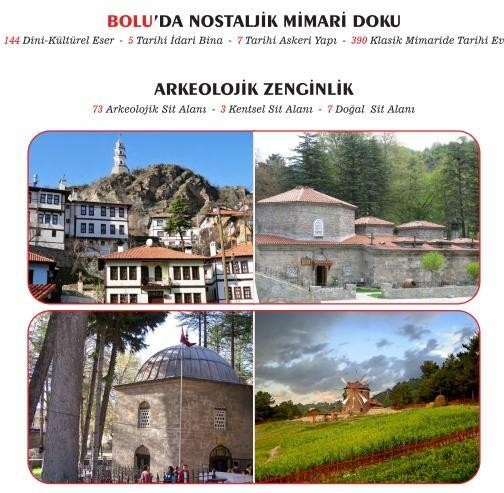 BOLU'DA NOSTALJİK MİMARİ DOKU
144 Dini-Kültürel Eser - 5 Tarihi İdari Bina - 7 Tarihi Askeri Yapı - 390 Klasik Mimaride Tarihi Ev
ARKEOLOJİK ZENGİNLİK
73 Arkeolojik Sit Alanı - 3 Kentsel Sit Alanı - 7 Doğal Sit Alanı